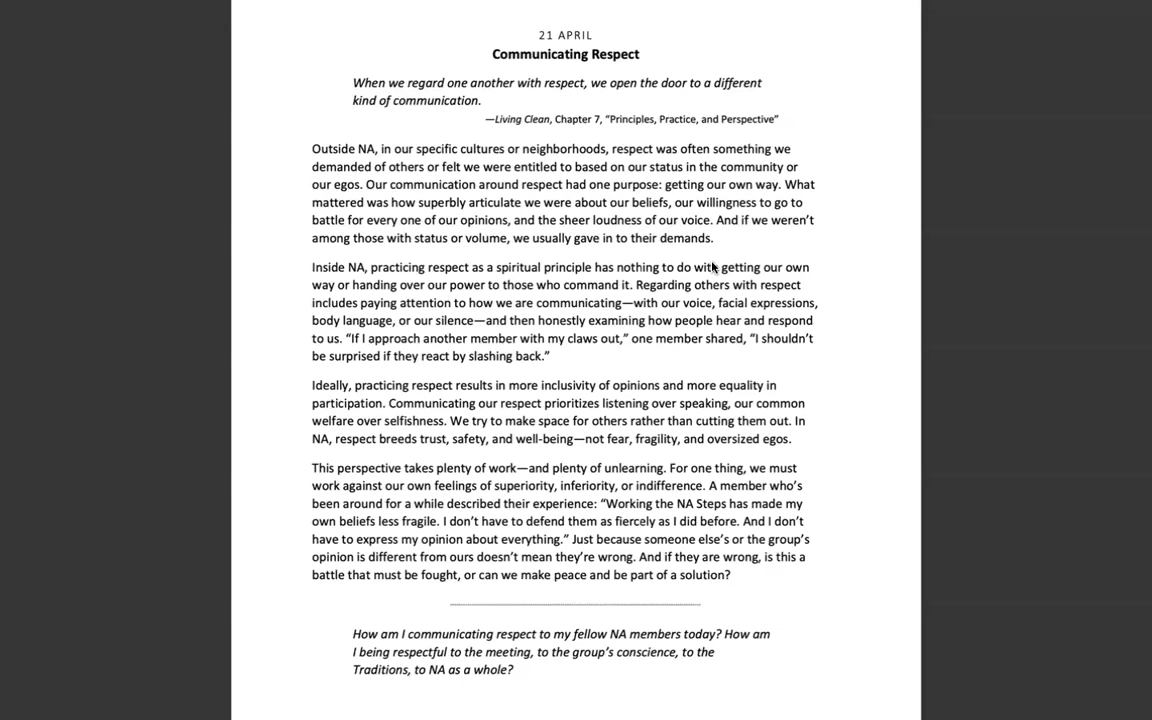 21 APRIL
Communicating Respect
When we regard one another with respect, we open the door to a different
kind of communication.
—Living Clean, Chapter 7, “Principles, Practice, and Perspective”
Outside NA, in our specific cultures or neighborhoods, respect was often something we
demanded of others or felt we were entitled to based on our status in the community or
our egos. Our communication around respect had one purpose: getting our own way. What
mattered was how superbly articulate we were about our beliefs, our willingness to go to
battle for every one of our opinions, and the sheer loudness of our voice. And if we weren’t
among those with status or volume, we usually gave in to their demands.
Inside NA, practicing respect as a spiritual principle has nothing to do with getting our own
way or handing over our power to those who command it. Regarding others with respect
includes paying attention to how we are communicating—with our voice, facial expressions,
body language, or our silence—and then honestly examining how people hear and respond
to us. “If I approach another member with my claws out,” one member shared, “I shouldn’t
be surprised if they react by slashing back.”
Ideally, practicing respect results in more inclusivity of opinions and more equality in
participation. Communicating our respect prioritizes listening over speaking, our common
welfare over selfishness. We try to make space for others rather than cutting them out. In
NA, respect breeds trust, safety, and well-being—not fear, fragility, and oversized egos.
This perspective takes plenty of work—and plenty of unlearning. For one thing, we must
work against our own feelings of superiority, inferiority, or indifference. A member who’s
been around for a while described their experience: “Working the NA Steps has made my
own beliefs less fragile. I don’t have to defend them as fiercely as I did before. And I don’t
have to express my opinion about everything.” Just because someone else’s or the group’s
opinion is different from ours doesn’t mean they’re wrong. And if they are wrong, is this a
battle that must be fought, or can we make peace and be part of a solution?
How am I communicating respect to my fellow NA members today? How am
I being respectful to the meeting, to the group’s conscience, to the
Traditions, to NA as a whole?